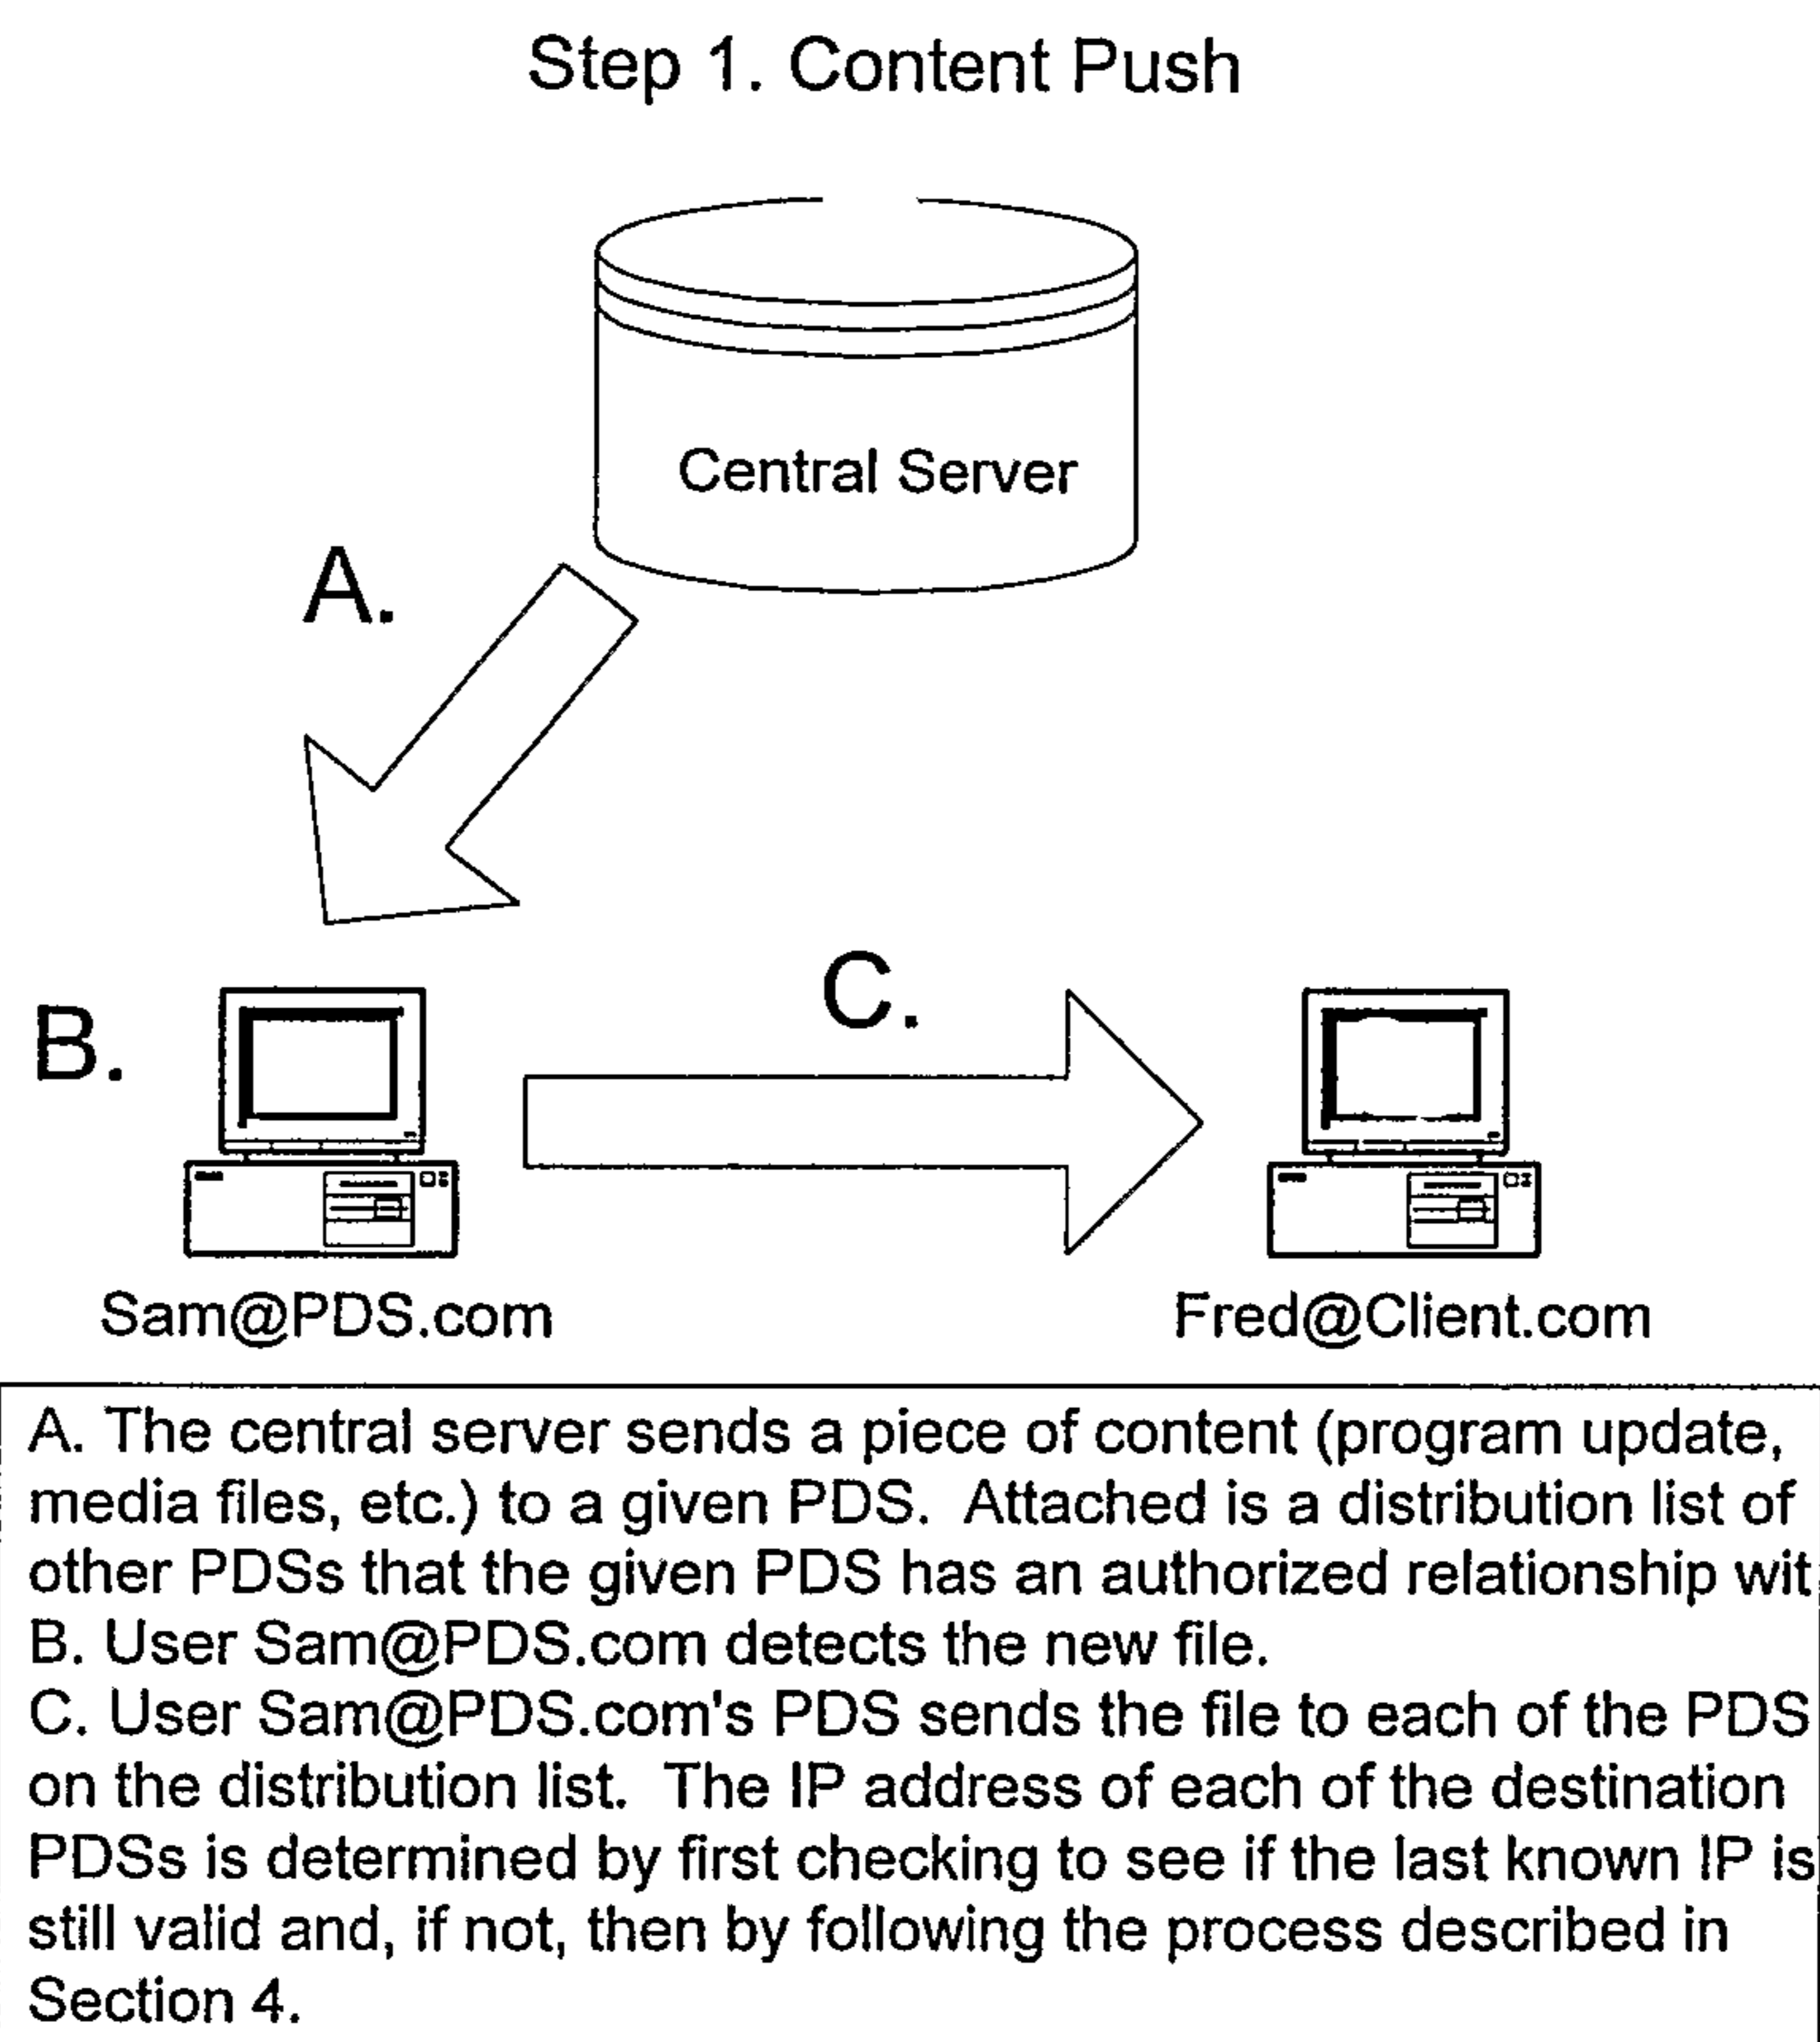 Step 1. Content Push
Central Server
A.
B.
C.
Sam@PDS.com
Fred@Client.com
A. The central server sends a piece of content (program update,
media files, etc.) to a given PDS. Attached is a distribution list of
other PDSs that the given PDS has an authorized relationship wit
B. User Sam@PDS.com detects the new file.
C. User Sam@PDS.com's PDS sends the file to each of the PDS
on the distribution list. The IP address of each of the destination
PDSs is determined by first checking to see if the last known IP is
still valid and, if not, then by following the process described in
Section 4.